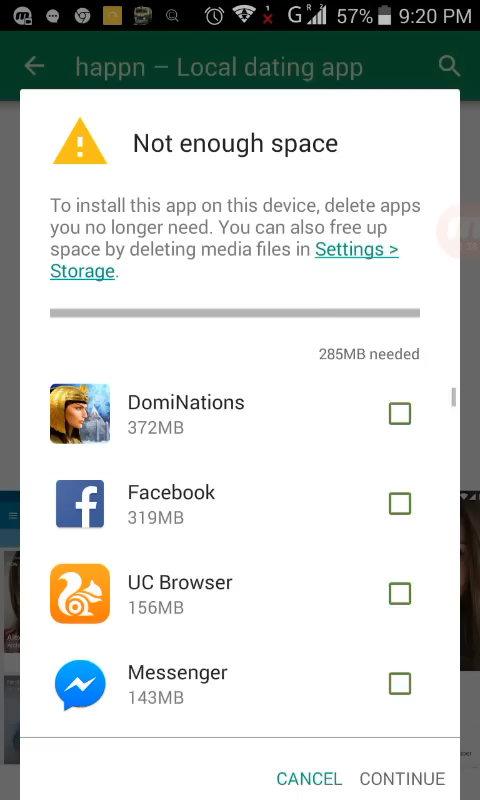 G R 2 57% 9:20 PM
happn – Local dating app
Not enough space
To install this app on this device, delete apps
you no longer need. You can also free up
space by deleting media files in Settings >
Storage.
285MB needed
DomiNations
372MB
Facebook
319MB
UC Browser
156MB
Messenger
143MB
CANCEL CONTINUE